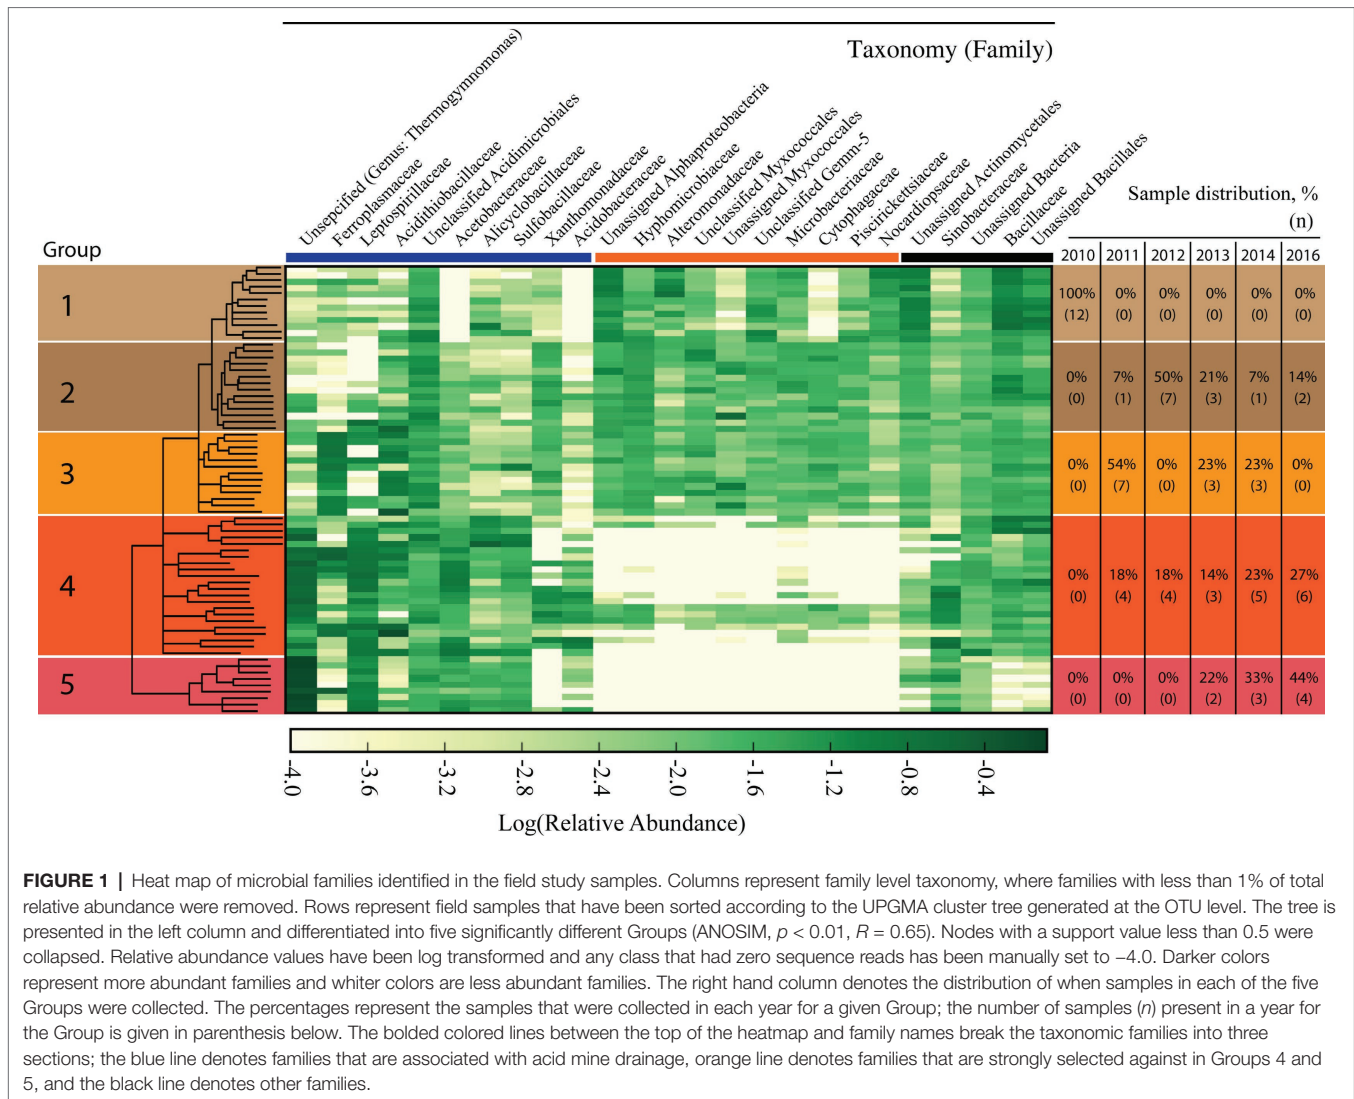 Taxonomy (Family)
Unsepcified (Genus: Thermogymnomonas)
Ferroplasmaceae
Leptospirillaceae
Acidithiobacillaceae
Unclassified Acidimicrobiales
Acetobacteraceae
Alicyclobacillaceae
Sulfobacillaceae
Xanthomonadaceae
Acidobacteraceae
Unassigned Alphaproteobacteria
Hyphomicrobiaceae
Alteromonadaceae
Unclassified Myxococcales
Unassigned Myxococcales
Unclassified Gemm-5
Microbacteriaceae
Cytophagaceae
Piscirickettsiaceae
Nocardiopsaceae
Unassigned Actinomycetales
Sinobacteraceae
Unassigned Bacteria
Bacillaceae
Unassigned Bacillales
Sample distribution, %
(n)
Group
2010 2011 2012 2013 2014 2016
1
100% 0% 0% 0% 0% 0%
(12) (0) (0) (0) (0) (0)
2
0% 7% 50% 21% 7% 14%
(0) (1) (7) (3) (1) (2)
3
0% 54% 0% 23% 23% 0%
(0) (7) (0) (3) (3) (0)
4
0% 18% 18% 14% 23% 27%
(0) (4) (4) (3) (5) (6)
5
0% 0% 0% 22% 33% 44%
(0) (0) (0) (2) (3) (4)
-4.0 -3.6 -3.2 -2.8 -2.4 -2.0 -1.6 -1.2 -0.8 -0.4
Log(Relative Abundance)
FIGURE 1 | Heat map of microbial families identified in the field study samples. Columns represent family level taxonomy, where families with less than 1% of total
relative abundance were removed. Rows represent field samples that have been sorted according to the UPGMA cluster tree generated at the OTU level. The tree is
presented in the left column and differentiated into five significantly different Groups (ANOSIM, p < 0.01, R = 0.65). Nodes with a support value less than 0.5 were
collapsed. Relative abundance values have been log transformed and any class that had zero sequence reads has been manually set to −4.0. Darker colors
represent more abundant families and whiter colors are less abundant families. The right hand column denotes the distribution of when samples in each of the five
Groups were collected. The percentages represent the samples that were collected in each year for a given Group; the number of samples (n) present in a year for
the Group is given in parenthesis below. The bolded colored lines between the top of the heatmap and family names break the taxonomic families into three
sections; the blue line denotes families that are associated with acid mine drainage, orange line denotes families that are strongly selected against in Groups 4 and
5, and the black line denotes other families.